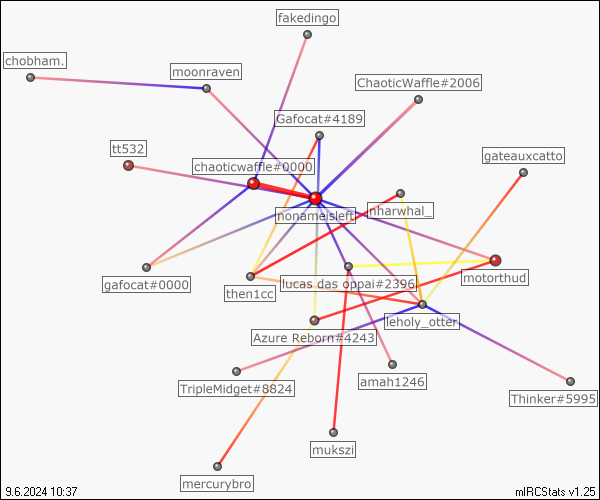 fakedingo
chobham.
moonraven
ChaoticWaffle#2006
Gafocat#4189
tt532
gateauxcatto
chaoticwaffle#0000
nonameisleft
nharwhal_
gafocat#0000
then1cc
lucas das oppai#2396
motorthud
leholy_otter
Azure Reborn#4243
TripleMidget#8824
amah1246
Thinker#5995
mukszi
mercurybro
9.6.2024 10:37
mIRCStats v1.25